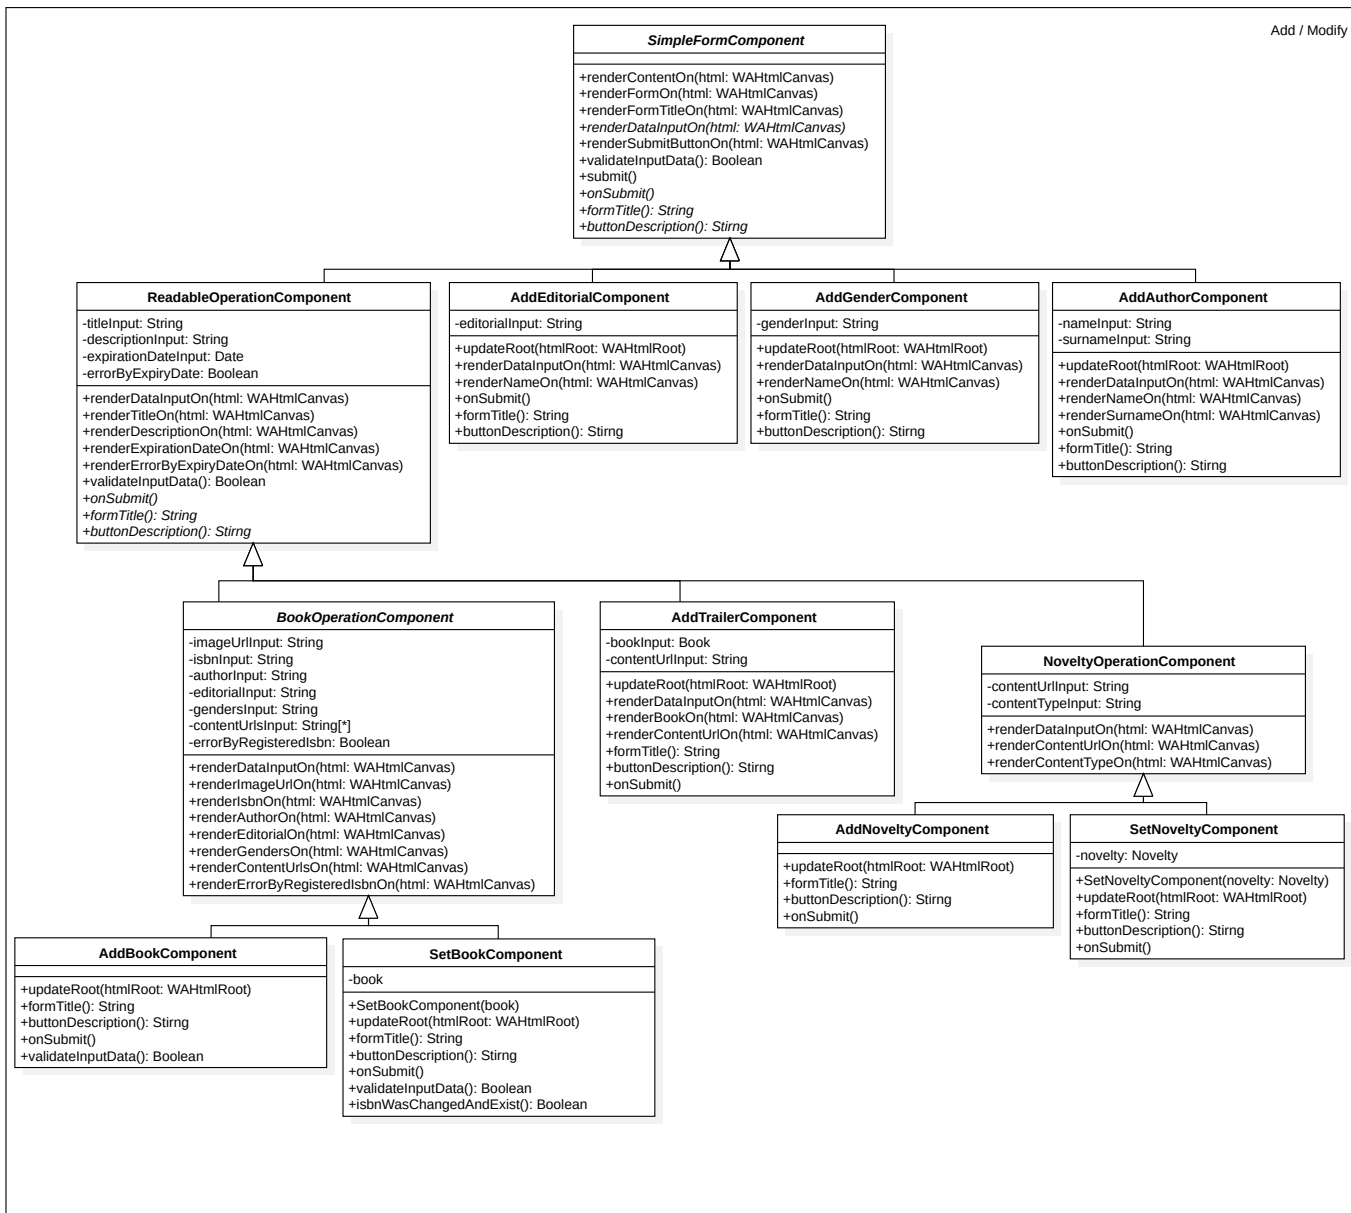 Add / Modify
SimpleFormComponent
+renderContentOn(html: WAHtmlCanvas)
+renderFormOn(html: WAHtmlCanvas)
+renderFormTitleOn(html: WAHtmlCanvas)
+renderDataInputOn(html: WAHtmlCanvas)
+renderSubmitButtonOn(html: WAHtmlCanvas)
+validateInputData(): Boolean
+submit()
+onSubmit()
+formTitle(): String
+buttonDescription(): Stirng
ReadableOperationComponent
-titleInput: String
-descriptionInput: String
-expirationDateInput: Date
-errorByExpiryDate: Boolean
+renderDataInputOn(html: WAHtmlCanvas)
+renderTitleOn(html: WAHtmlCanvas)
+renderDescriptionOn(html: WAHtmlCanvas)
+renderExpirationDateOn(html: WAHtmlCanvas)
+renderErrorByExpiryDateOn(html: WAHtmlCanvas)
+validateInputData(): Boolean
+onSubmit()
+formTitle(): String
+buttonDescription(): Stirng
AddEditorialComponent
-editorialInput: String
+updateRoot(htmlRoot: WAHtmlRoot)
+renderDataInputOn(html: WAHtmlCanvas)
+renderNameOn(html: WAHtmlCanvas)
+onSubmit()
+formTitle(): String
+buttonDescription(): Stirng
AddGenderComponent
-genderInput: String
+updateRoot(htmlRoot: WAHtmlRoot)
+renderDataInputOn(html: WAHtmlCanvas)
+renderNameOn(html: WAHtmlCanvas)
+onSubmit()
+formTitle(): String
+buttonDescription(): Stirng
AddAuthorComponent
-nameInput: String
-surnameInput: String
+updateRoot(htmlRoot: WAHtmlRoot)
+renderDataInputOn(html: WAHtmlCanvas)
+renderNameOn(html: WAHtmlCanvas)
+renderSurnameOn(html: WAHtmlCanvas)
+onSubmit()
+formTitle(): String
+buttonDescription(): Stirng
BookOperationComponent
-imageUrlInput: String
-isbnInput: String
-authorInput: String
-editorialInput: String
-gendersInput: String
-contentUrlsInput: String[*]
-errorByRegisteredIsbn: Boolean
+renderDataInputOn(html: WAHtmlCanvas)
+renderImageUrlOn(html: WAHtmlCanvas)
+renderIsbnOn(html: WAHtmlCanvas)
+renderAuthorOn(html: WAHtmlCanvas)
+renderEditorialOn(html: WAHtmlCanvas)
+renderGendersOn(html: WAHtmlCanvas)
+renderContentUrlsOn(html: WAHtmlCanvas)
+renderErrorByRegisteredIsbnOn(html: WAHtmlCanvas)
AddTrailerComponent
-bookInput: Book
-contentUrlInput: String
+updateRoot(htmlRoot: WAHtmlRoot)
+renderDataInputOn(html: WAHtmlCanvas)
+renderBookOn(html: WAHtmlCanvas)
+renderContentUrlOn(html: WAHtmlCanvas)
+formTitle(): String
+buttonDescription(): Stirng
+onSubmit()
NoveltyOperationComponent
-contentUrlInput: String
-contentTypeInput: String
+renderDataInputOn(html: WAHtmlCanvas)
+renderContentUrlOn(html: WAHtmlCanvas)
+renderContentTypeOn(html: WAHtmlCanvas)
AddNoveltyComponent
+updateRoot(htmlRoot: WAHtmlRoot)
+formTitle(): String
+buttonDescription(): Stirng
+onSubmit()
SetNoveltyComponent
-novelty: Novelty
+SetNoveltyComponent(novelty: Novelty)
+updateRoot(htmlRoot: WAHtmlRoot)
+formTitle(): String
+buttonDescription(): Stirng
+onSubmit()
AddBookComponent
+updateRoot(htmlRoot: WAHtmlRoot)
+formTitle(): String
+buttonDescription(): Stirng
+onSubmit()
+validateInputData(): Boolean
SetBookComponent
-book
+SetBookComponent(book)
+updateRoot(htmlRoot: WAHtmlRoot)
+formTitle(): String
+buttonDescription(): Stirng
+onSubmit()
+validateInputData(): Boolean
+isbnWasChangedAndExist(): Boolean